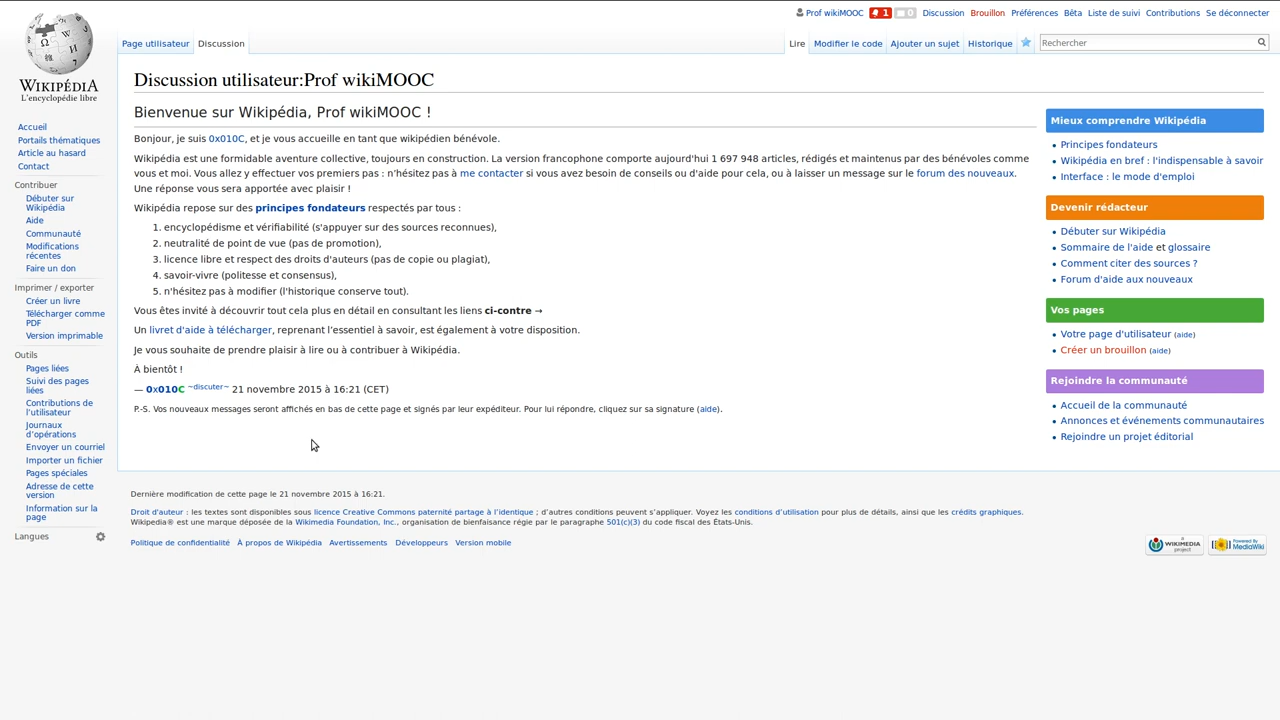 Prof wikiMOOC 1 0 Discussion Brouillon Préférences Bêta Liste de suivi Contributions Se déconnecter
Page utilisateur Discussion Lire Modifier le code Ajouter un sujet Historique Rechercher
WIKIPÉDIA
L'encyclopédie libre
Accueil
Portails thématiques
Article au hasard
Contact
Contribuer
Débuter sur
Wikipédia
Aide
Communauté
Modifications
récentes
Faire un don
Imprimer / exporter
Créer un livre
Télécharger comme
PDF
Version imprimable
Outils
Pages liées
Suivi des pages
liées
Contributions de
l'utilisateur
Journaux
d'opérations
Envoyer un courriel
Importer un fichier
Pages spéciales
Adresse de cette
version
Information sur la
page
Langues
Discussion utilisateur:Prof wikiMOOC
Bienvenue sur Wikipédia, Prof wikiMOOC !
Bonjour, je suis 0x010C, et je vous accueille en tant que wikipédien bénévole.
Wikipédia est une formidable aventure collective, toujours en construction. La version francophone comporte aujourd'hui 1 697 948 articles, rédigés et maintenus par des bénévoles comme
vous et moi. Vous allez y effectuer vos premiers pas : n'hésitez pas à me contacter si vous avez besoin de conseils ou d'aide pour cela, ou à laisser un message sur le forum des nouveaux.
Une réponse vous sera apportée avec plaisir !
Wikipédia repose sur des principes fondateurs respectés par tous :
1. encyclopédisme et vérifiabilité (s'appuyer sur des sources reconnues),
2. neutralité de point de vue (pas de promotion),
3. licence libre et respect des droits d'auteurs (pas de copie ou plagiat),
4. savoir-vivre (politesse et consensus),
5. n'hésitez pas à modifier (l'historique conserve tout).
Vous êtes invité à découvrir tout cela plus en détail en consultant les liens ci-contre →
Un livret d'aide à télécharger, reprenant l'essentiel à savoir, est également à votre disposition.
Je vous souhaite de prendre plaisir à lire ou à contribuer à Wikipédia.
À bientôt !
— 0x010C ~discuter~ 21 novembre 2015 à 16:21 (CET)
P.-S. Vos nouveaux messages seront affichés en bas de cette page et signés par leur expéditeur. Pour lui répondre, cliquez sur sa signature (aide).
Mieux comprendre Wikipédia
• Principes fondateurs
• Wikipédia en bref : l'indispensable à savoir
• Interface : le mode d'emploi
Devenir rédacteur
• Débuter sur Wikipédia
• Sommaire de l'aide et glossaire
• Comment citer des sources ?
• Forum d'aide aux nouveaux
Vos pages
• Votre page d'utilisateur (aide)
• Créer un brouillon (aide)
Rejoindre la communauté
• Accueil de la communauté
• Annonces et événements communautaires
• Rejoindre un projet éditorial
Dernière modification de cette page le 21 novembre 2015 à 16:21.
Droit d'auteur : les textes sont disponibles sous licence Creative Commons paternité partage à l'identique ; d'autres conditions peuvent s'appliquer. Voyez les conditions d'utilisation pour plus de détails, ainsi que les crédits graphiques.
Wikipedia® est une marque déposée de la Wikimedia Foundation, Inc., organisation de bienfaisance régie par le paragraphe 501(c)(3) du code fiscal des États-Unis.
Politique de confidentialité À propos de Wikipédia Avertissements Développeurs Version mobile
A WIKIMEDIA project Powered By MediaWiki